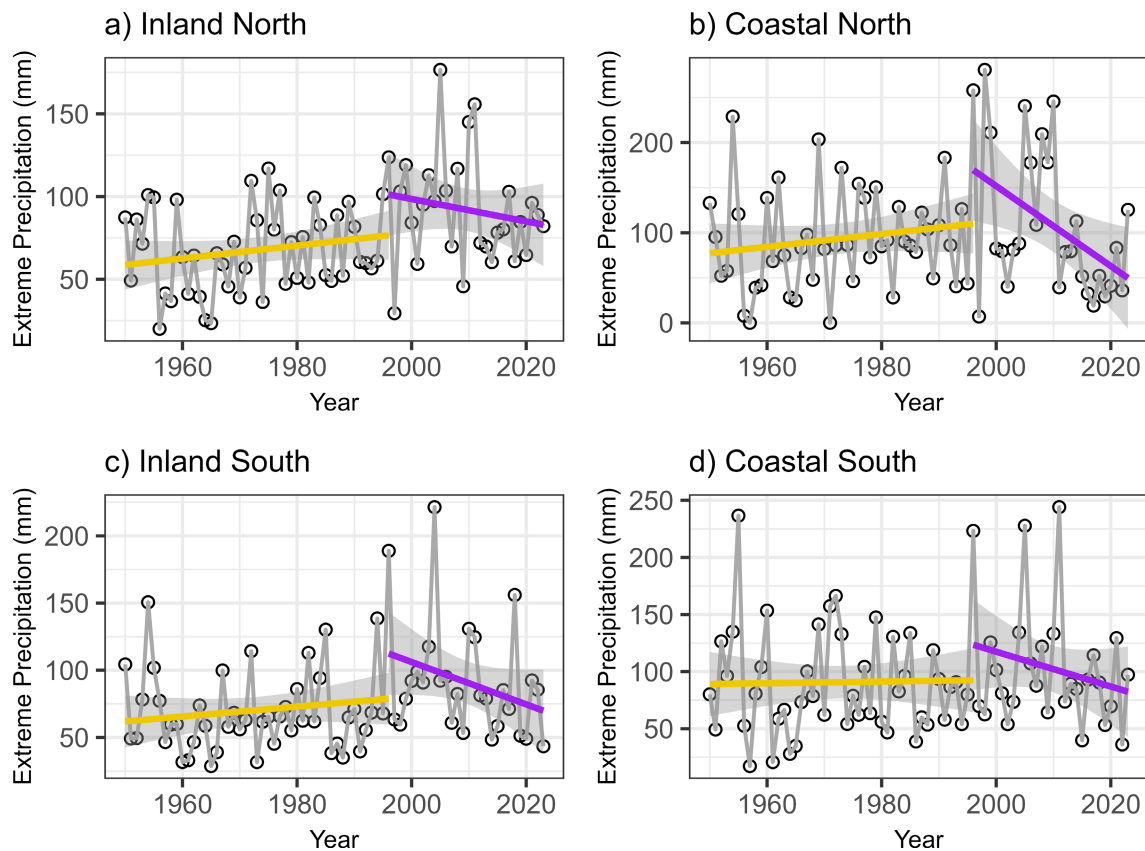 a) Inland North
b) Coastal North
Extreme Precipitation (mm)
150
100
50
1960
1980
2000
2020
Year
Extreme Precipitation (mm)
200
100
0
1960
1980
2000
2020
Year
c) Inland South
d) Coastal South
Extreme Precipitation (mm)
200
150
100
50
1960
1980
2000
2020
Year
Extreme Precipitation (mm)
250
200
150
100
50
1960
1980
2000
2020
Year